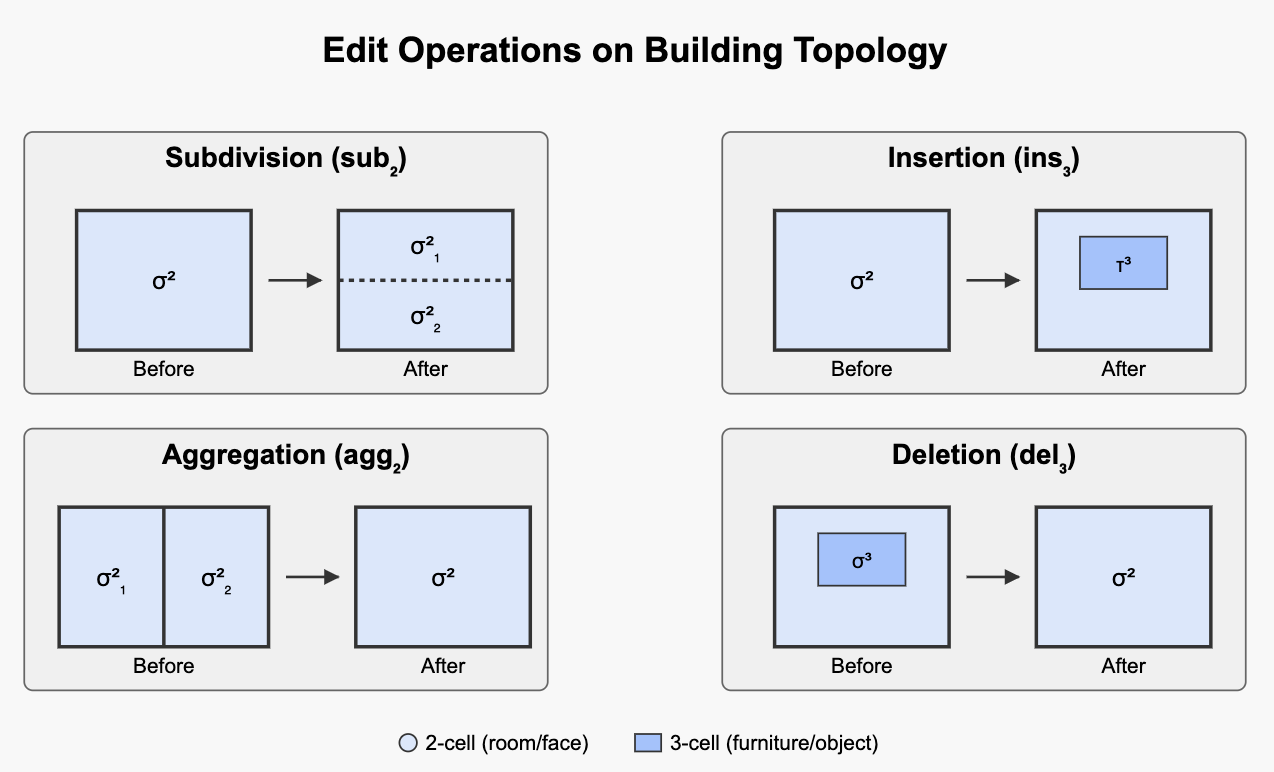 Edit Operations on Building Topology
Subdivision (sub₂)
σ²
σ²₁
σ²₂
Before
After
Insertion (ins₃)
σ²
τ³
Before
After
Aggregation (agg₂)
σ²₁
σ²₂
σ²
Before
After
Deletion (del₃)
σ³
σ²
Before
After
2-cell (room/face)
3-cell (furniture/object)